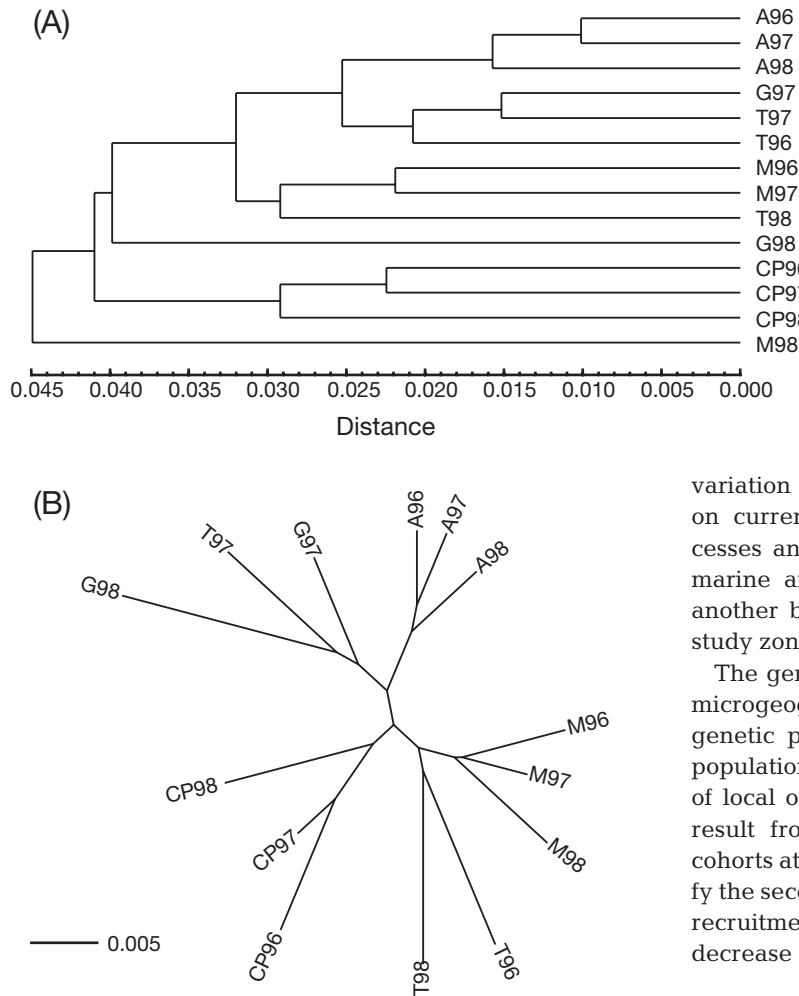 (A)
A96
A97
A98
G97
T97
T96
M96
M97
T98
G98
CP96
CP97
CP98
M98
0.045 0.040 0.035 0.030 0.025 0.020 0.015 0.010 0.005 0.000
Distance
(B)
A96
A97
A98
G97
T97
G98
M96
M97
M98
CP98
CP97
CP96
T98
T96
0.005
variation
on curren
cesses an
marine a
another b
study zon
The ger
microgeog
genetic p
population
of local o
result fro
cohorts at
fy the seco
recruitme
decrease